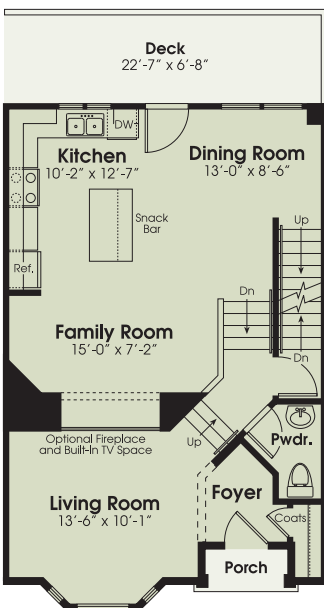 Deck
22'-7" x 6'-8"
DW
Kitchen
10'-2" x 12'-7"
Dining Room
13'-0" x 8'-6"
Snack
Bar
Up
Ref.
Dn
Family Room
15'-0" x 7'-2"
Dn
Optional Fireplace
and Built-In TV Space
Up
Pwdr.
Living Room
13'-6" x 10'-1"
Foyer
Coats
Porch